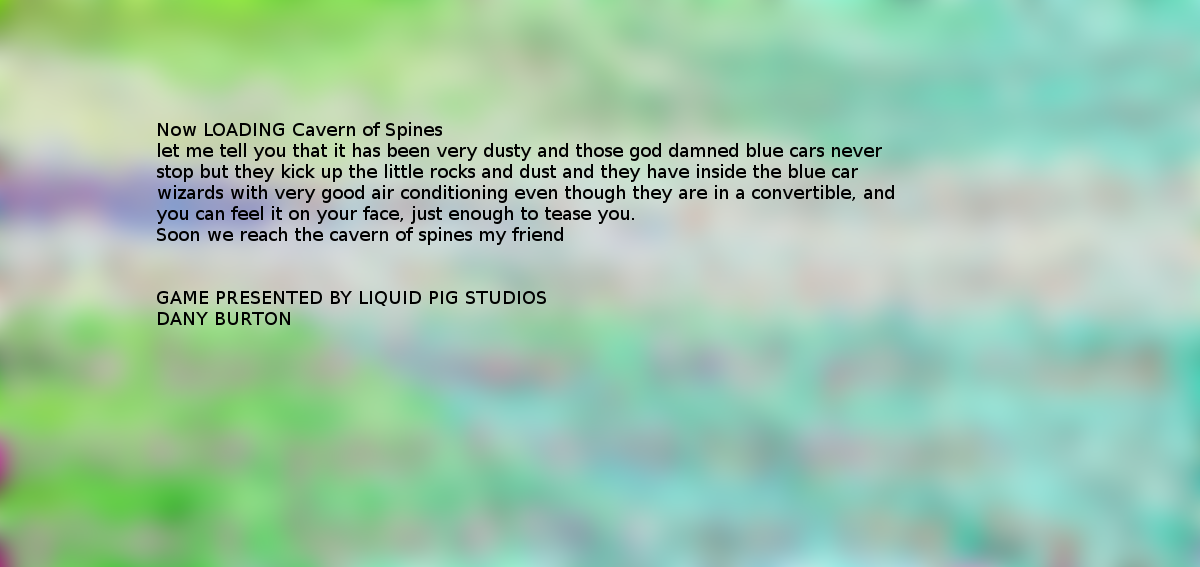 Now LOADING Cavern of Spines
let me tell you that it has been very dusty and those god damned blue cars never
stop but they kick up the little rocks and dust and they have inside the blue car
wizards with very good air conditioning even though they are in a convertible, and
you can feel it on your face, just enough to tease you.
Soon we reach the cavern of spines my friend
GAME PRESENTED BY LIQUID PIG STUDIOS
DANY BURTON